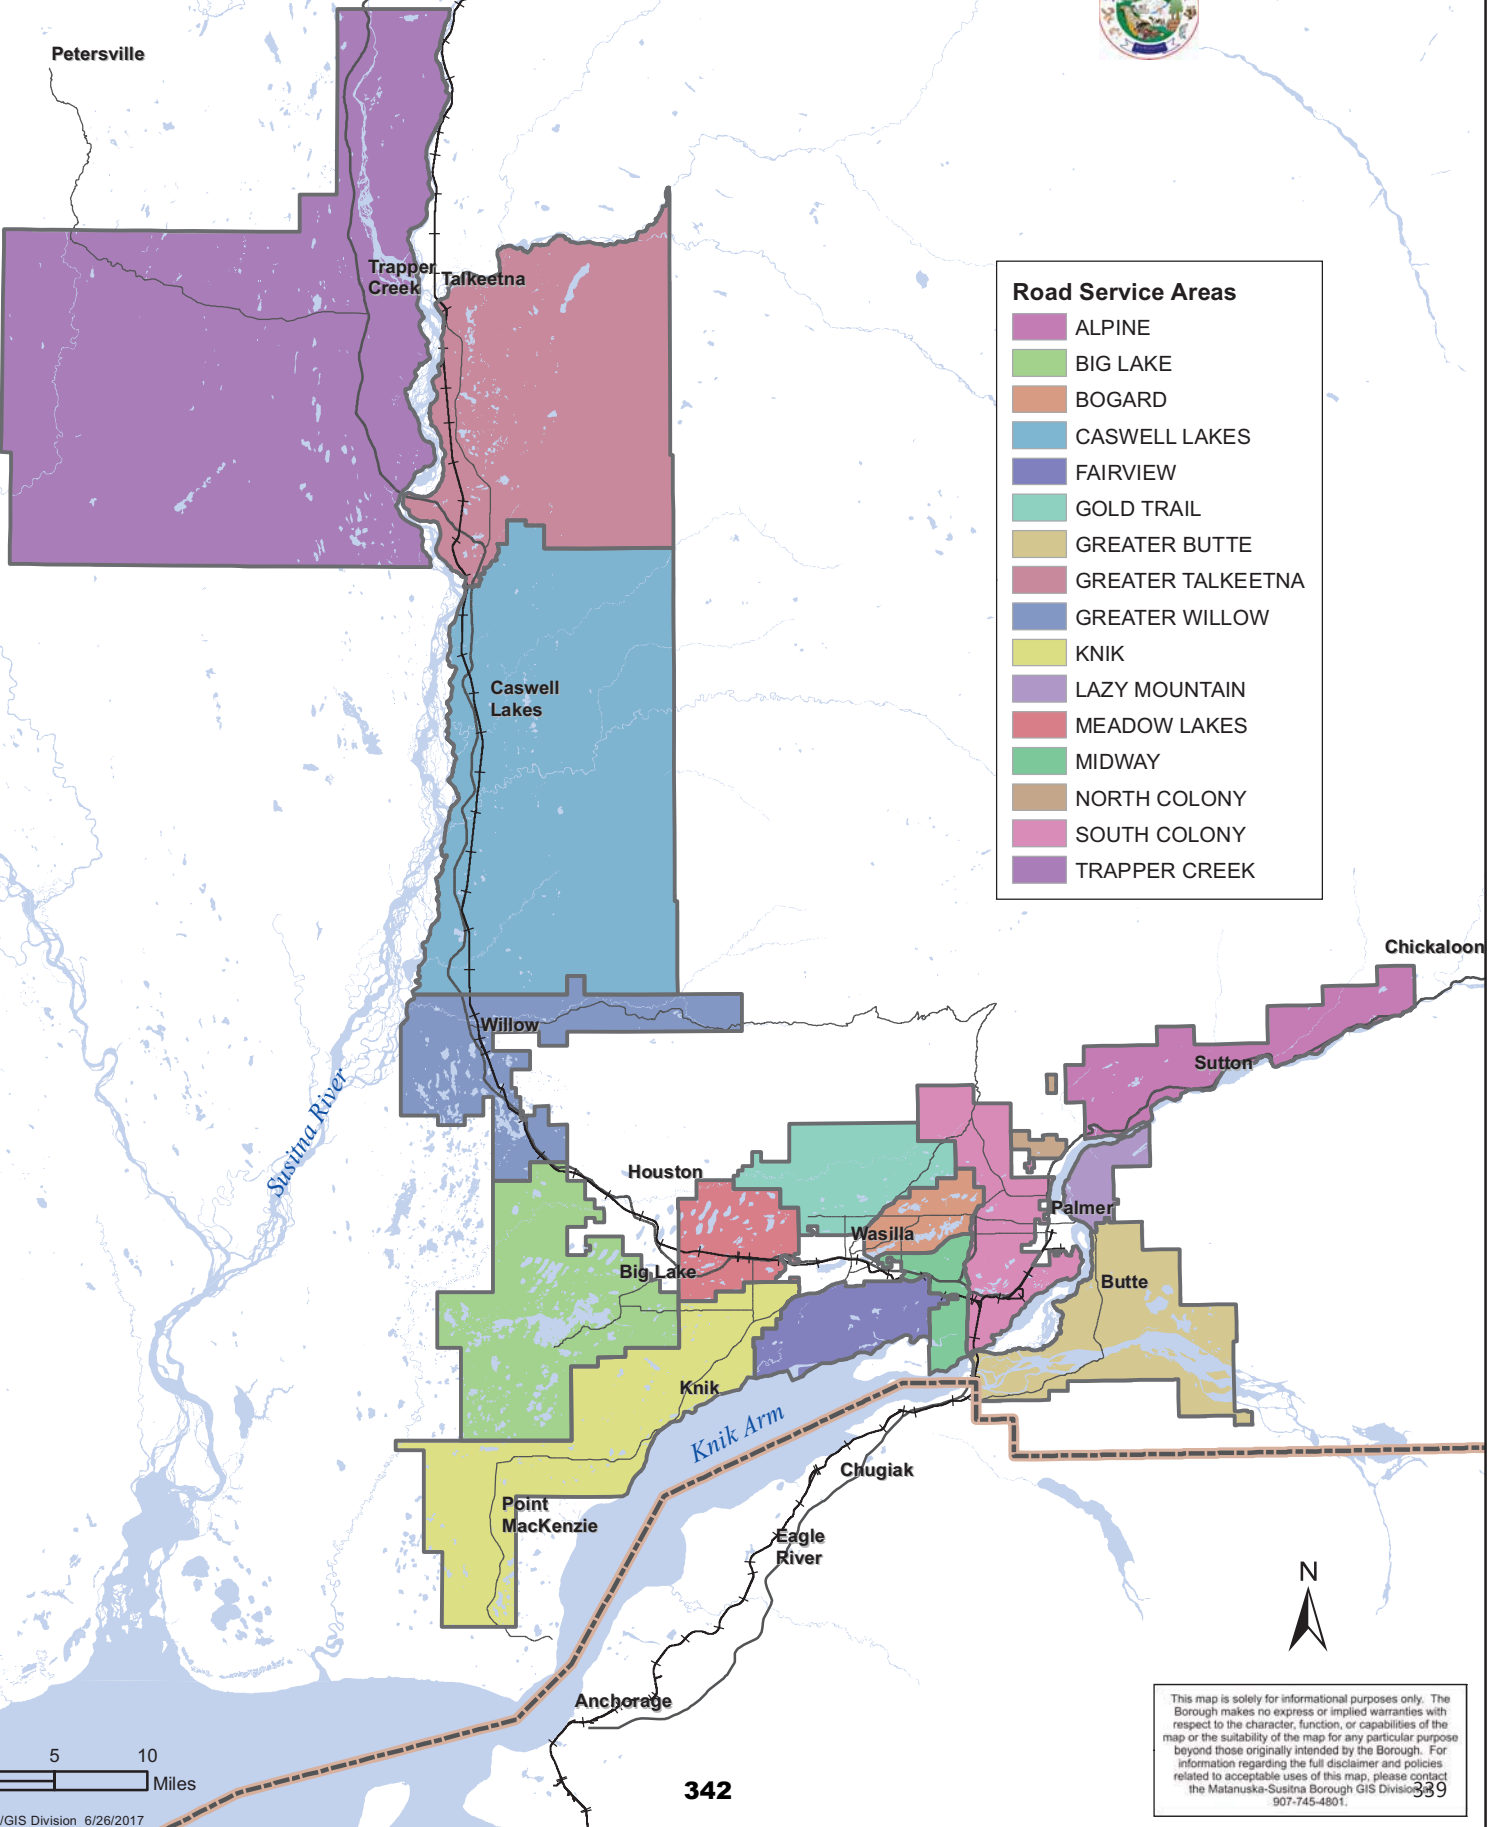 Petersville
Trapper
Creek
Talkeetna
Road Service Areas
ALPINE
BIG LAKE
BOGARD
CASWELL LAKES
FAIRVIEW
GOLD TRAIL
GREATER BUTTE
GREATER TALKEETNA
GREATER WILLOW
KNIK
LAZY MOUNTAIN
MEADOW LAKES
MIDWAY
NORTH COLONY
SOUTH COLONY
TRAPPER CREEK
Caswell
Lakes
Chickaloon
Willow
Sutton
Susitna River
Houston
Palmer
Wasilla
Big Lake
Butte
Knik
Knik Arm
Chugiak
Point
MacKenzie
Eagle
River
N
Anchorage
This map is solely for informational purposes only. The
Borough makes no express or implied warranties with
respect to the character, function, or capabilities of the
map or the suitability of the map for any particular purpose
beyond those originally intended by the Borough. For
information regarding the full disclaimer and policies
related to acceptable uses of this map, please contact
the Matanuska-Susitna Borough GIS Division at
907-745-4801.
339
5 10
Miles
342
/GIS Division 6/26/2017